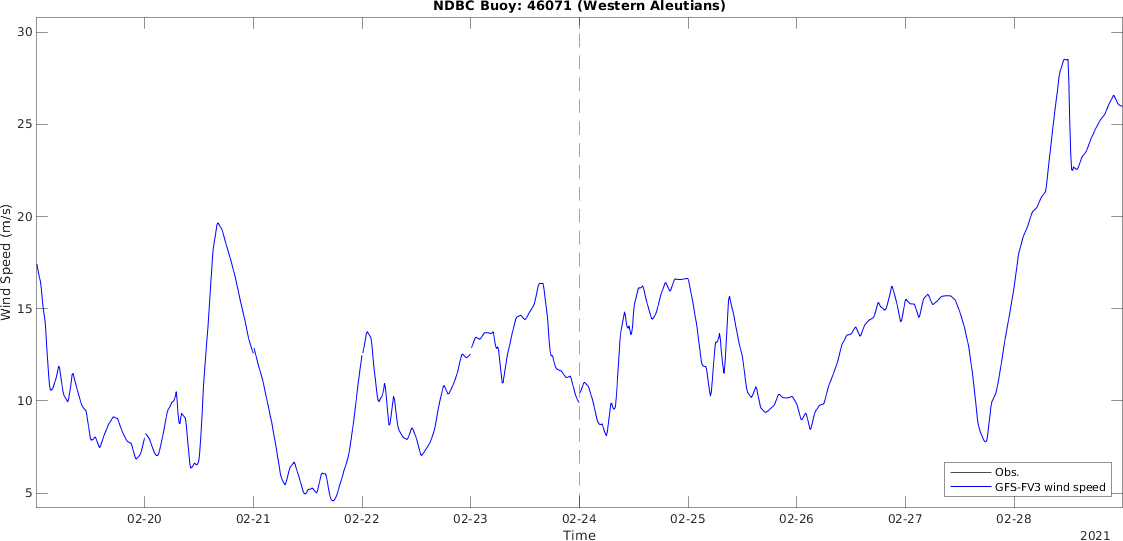 NDBC Buoy: 46071 (Western Aleutians)
30
25
20
15
10
5
Wind Speed (m/s)
02-20 02-21 02-22 02-23 02-24 02-25 02-26 02-27 02-28
Time
2021
Obs.
GFS-FV3 wind speed